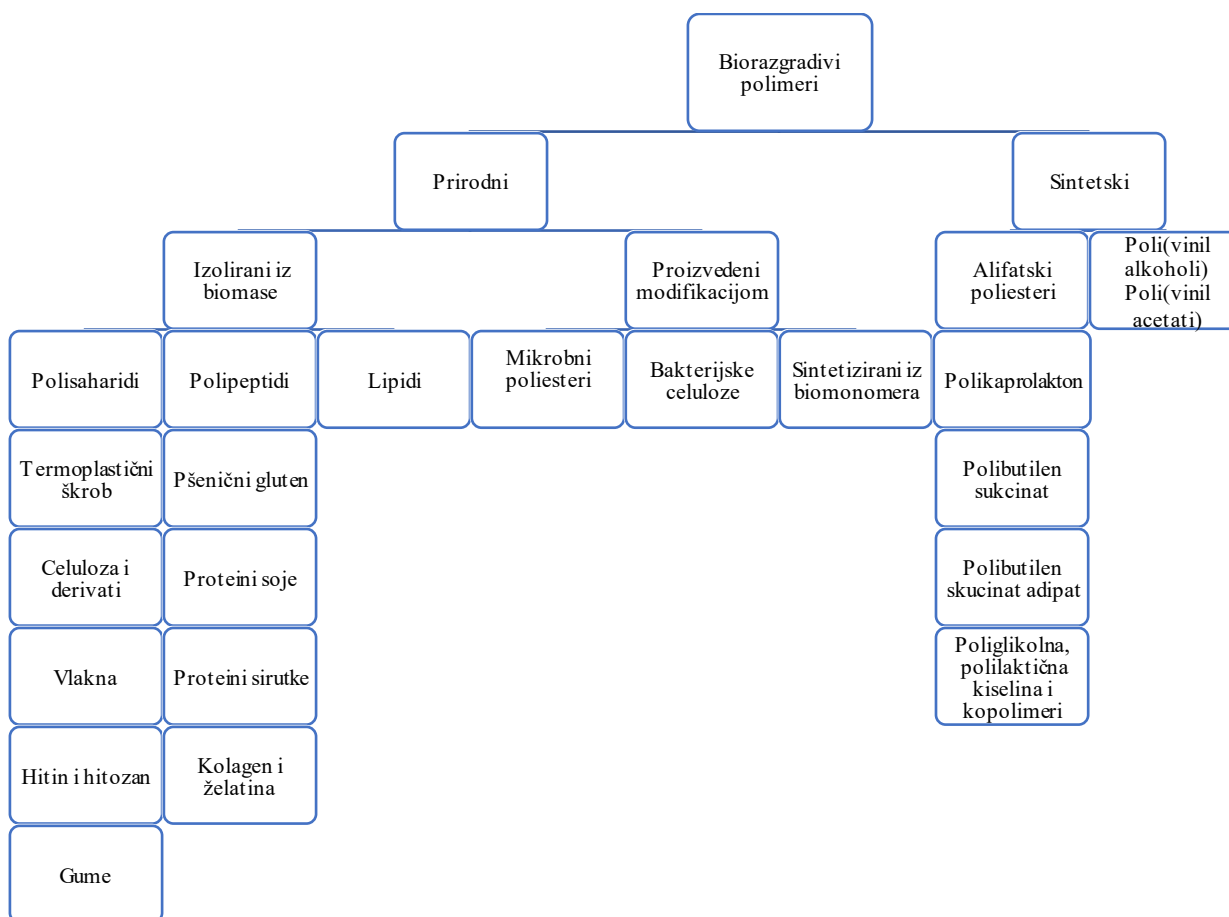 Biorazgradivi
polimeri
Prirodni
Sintetski
Izolirani iz
biomase
Proizvedeni
modifikacijom
Alifatski
poliesteri
Poli(vinil
alkoholi)
Poli(vinil
acetati)
Polisaharidi
Polipeptidi
Lipidi
Mikrobni
poliesteri
Bakterijske
celuloze
Sintetizirani iz
biomonomera
Polikaprolakton
Termoplastični
škrob
Pšenični gluten
Polibutilen
sukcinat
Celuloza i
derivati
Proteini soje
Polibutilen
skucinat adipat
Vlakna
Proteini sirutke
Poliglikolna,
polilaktična
kiselina i
kopolimeri
Hitin i hitozan
Kolagen i
želatina
Gume